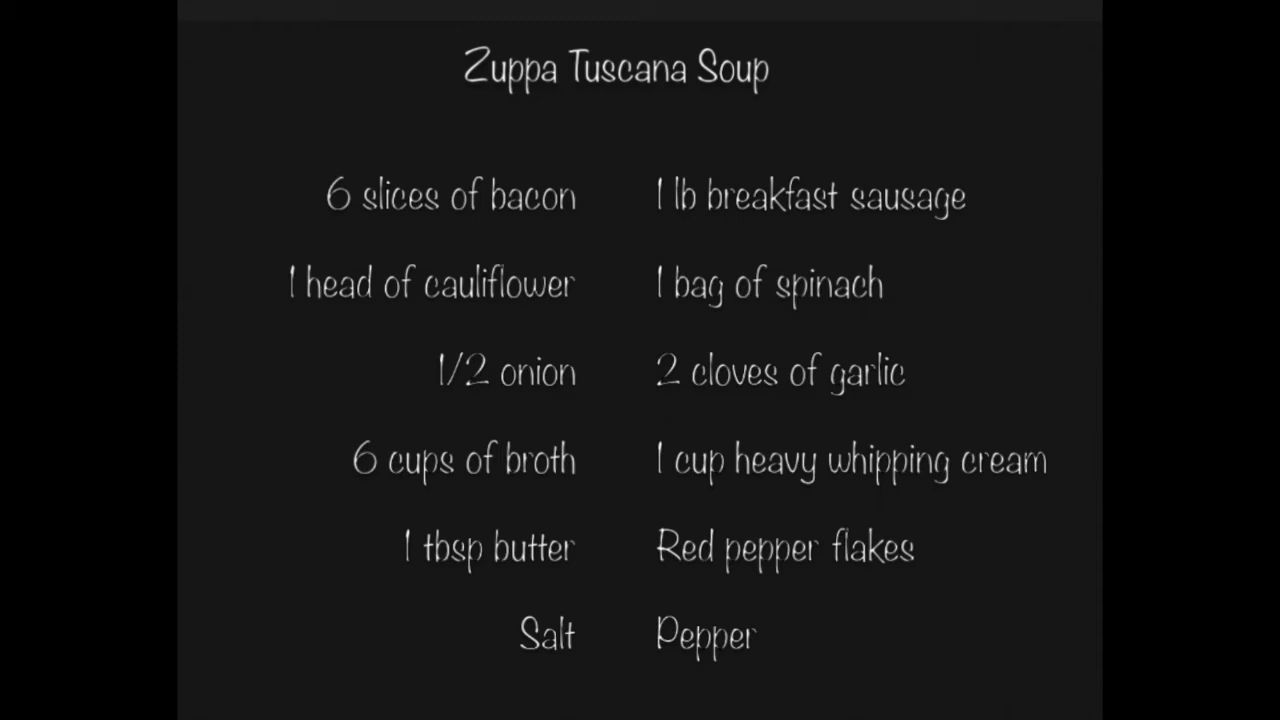 Zuppa Tuscana Soup
6 slices of bacon
1 lb breakfast sausage
1 head of cauliflower
1 bag of spinach
1/2 onion
2 cloves of garlic
6 cups of broth
1 cup heavy whipping cream
1 tbsp butter
Red pepper flakes
Salt
Pepper